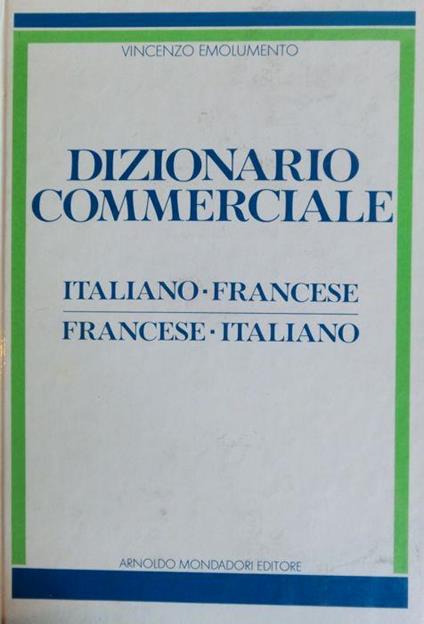 VINCENZO EMOLUMENTO
DIZIONARIO
COMMERCIALE
ITALIANO·FRANCESE
FRANCESE·ITALIANO
ARNOLDO MONDADORI EDITORE